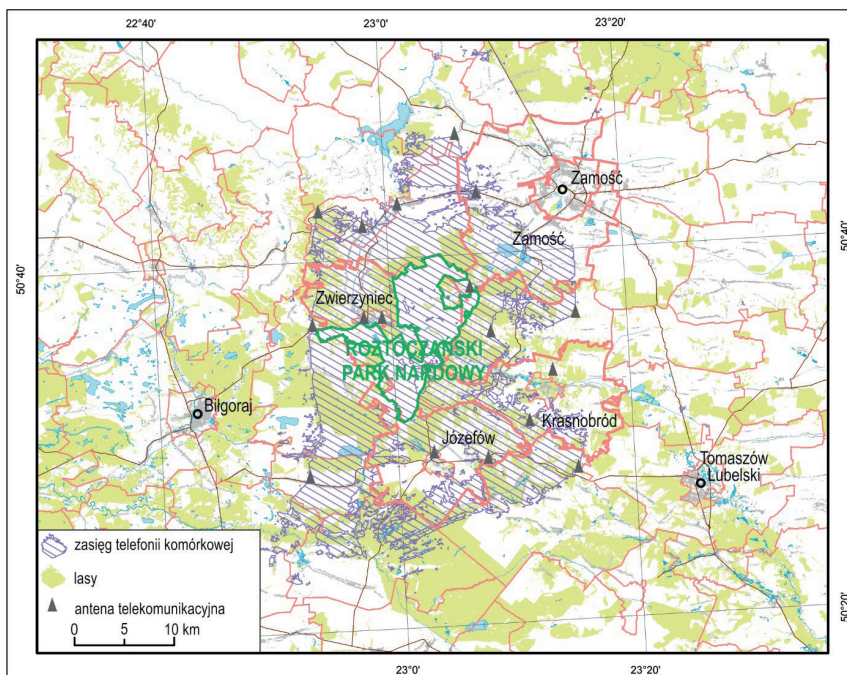 22°40'
23°0'
23°20'
Zamość
Zamość
50°40'
50°40'
Zwierzyniec
ROZTOCZAŃSKI
PARK NARDOWY
Biłgoraj
Józefów
Krasnobród
Tomaszów
Lubelski
zasięg telefonii komórkowej
lasy
antena telekomunikacyjna
0 5 10 km
50°20'
23°0'
23°20'